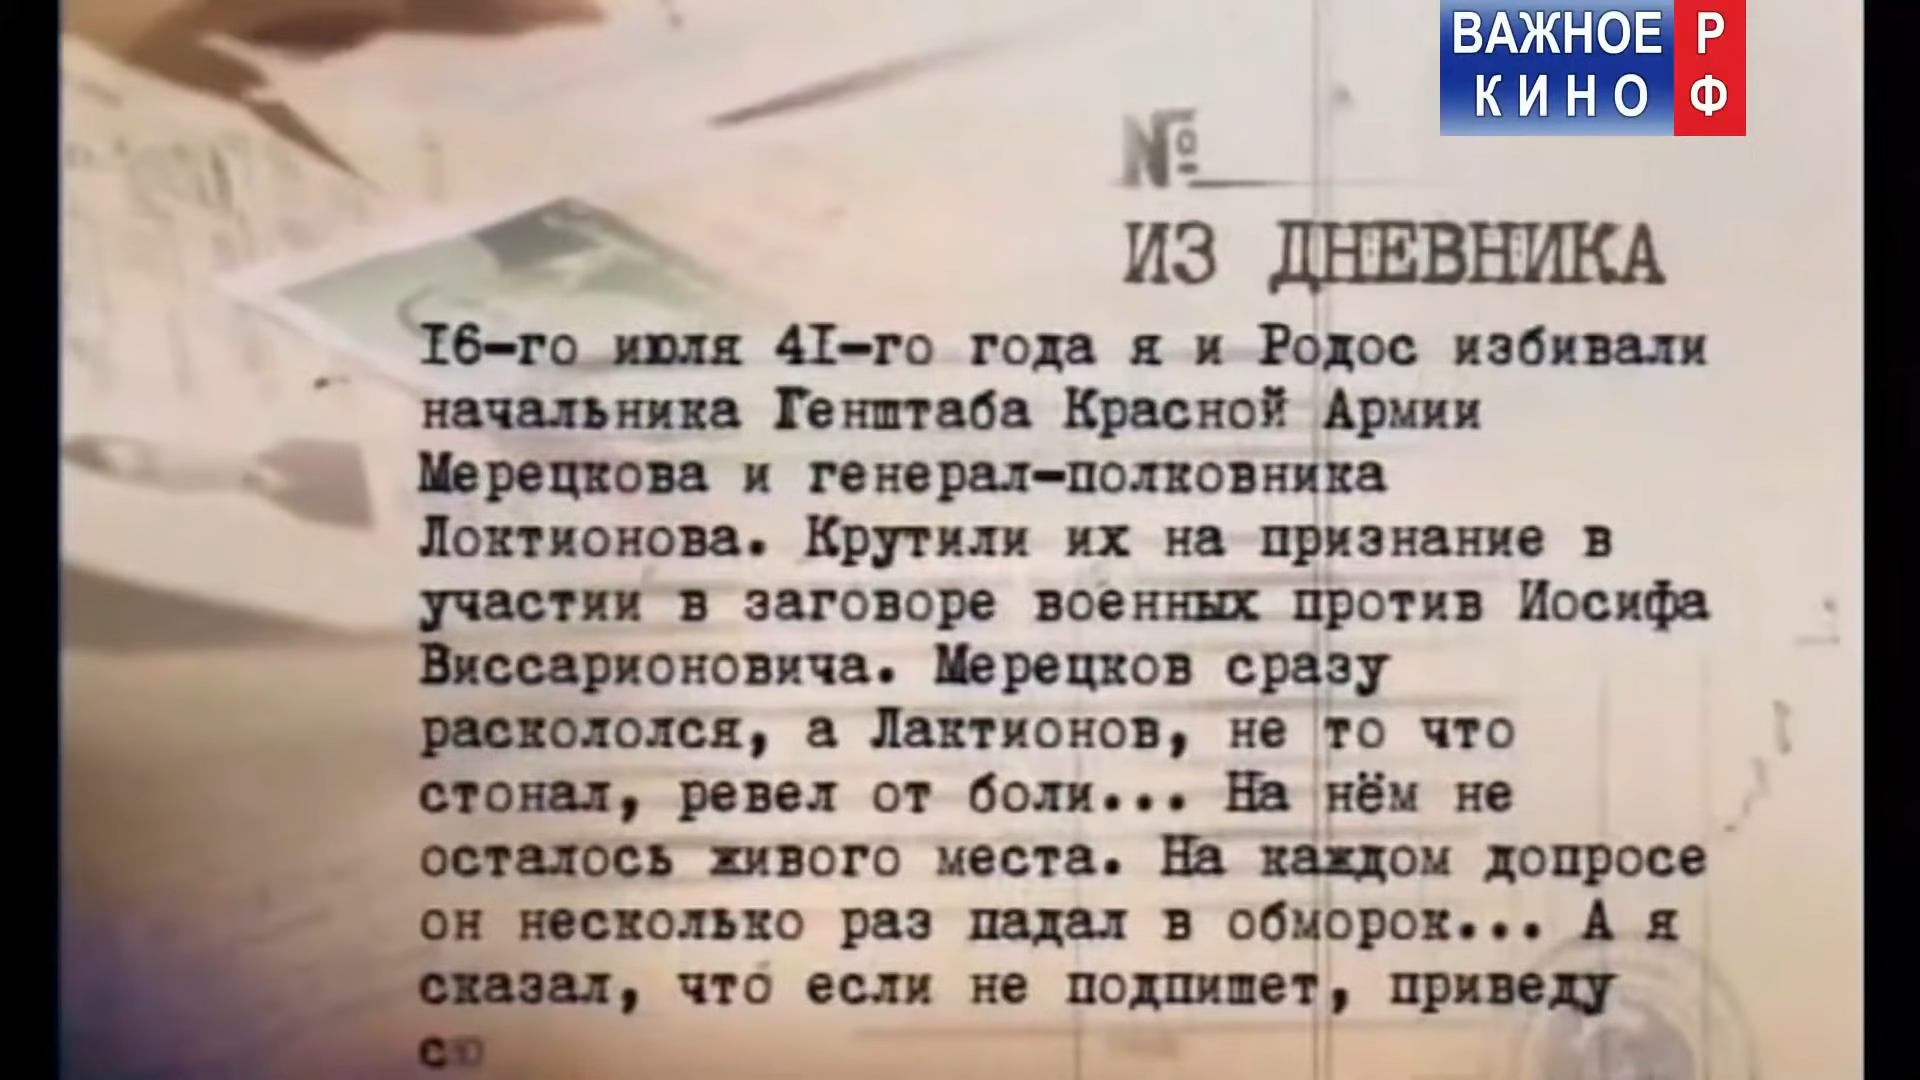 ВАЖНОЕ РФ
КИНО
№
ИЗ ДНЕВНИКА
16-го июля 41-го года я и Родос избивали
начальника Генштаба Красной Армии
Мерецкова и генерал-полковника
Локтионова. Крутили их на признание в
участии в заговоре военных против Иосифа
Виссарионовича. Мерецков сразу
раскололся, а Лактионов, не то что
стонал, ревел от боли... На нём не
осталось живого места. На каждом допросе
он несколько раз падал в обморок... А я
сказал, что если не подпишет, приведу
с